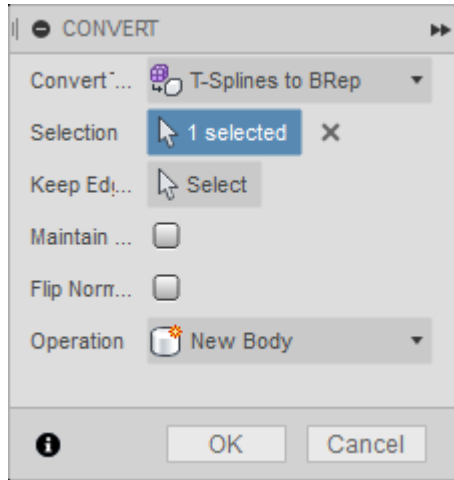 CONVERT
Convert T... T-Splines to BRep
Selection 1 selected
Keep Edg... Select
Maintain ...
Flip Norm...
Operation New Body
OK Cancel